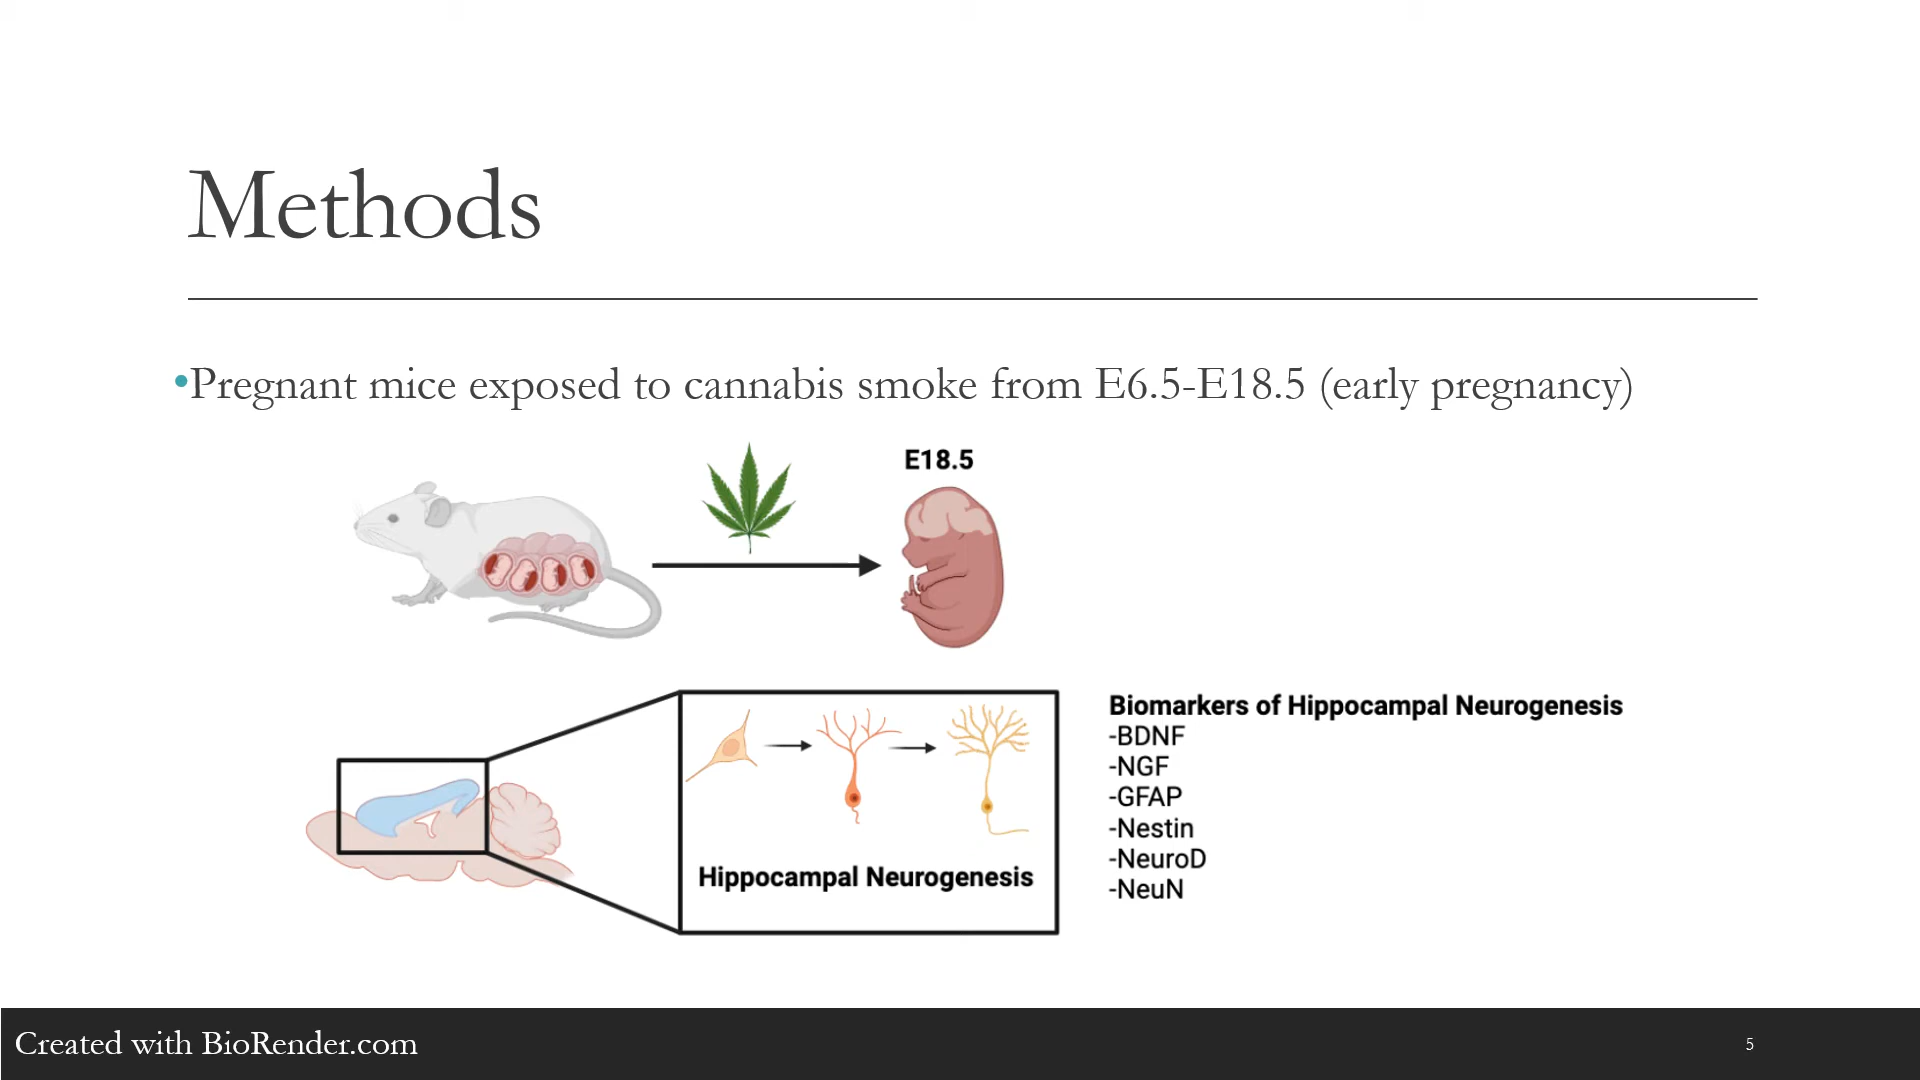 Methods
•Pregnant mice exposed to cannabis smoke from E6.5-E18.5 (early pregnancy)
E18.5
Hippocampal Neurogenesis
Biomarkers of Hippocampal Neurogenesis
-BDNF
-NGF
-GFAP
-Nestin
-NeuroD
-NeuN
Created with BioRender.com
5